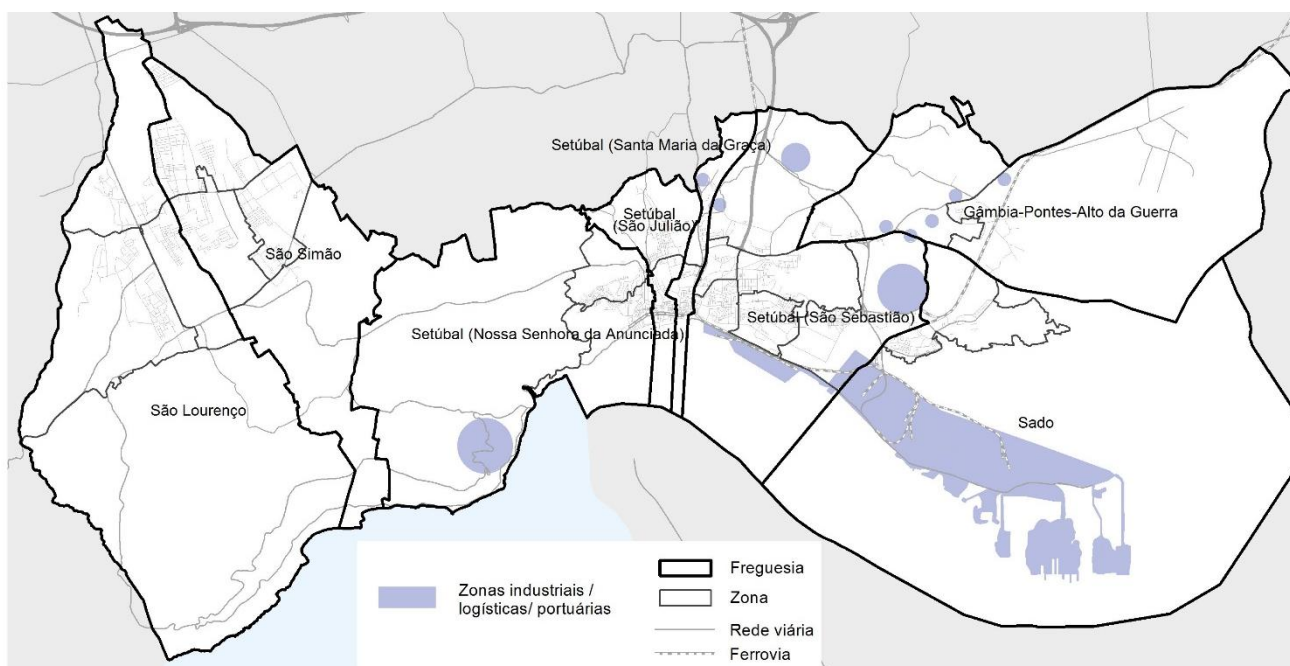 Setúbal (Santa Maria da Graça)
Setúbal
(São Julião)
Gâmbia-Pontes-Alto da Guerra
São Simão
Setúbal (São Sebastião)
Setúbal (Nossa Senhora da Anunciada)
São Lourenço
Sado
Zonas industriais /
logísticas/ portuárias
Freguesia
Zona
Rede viária
Ferrovia